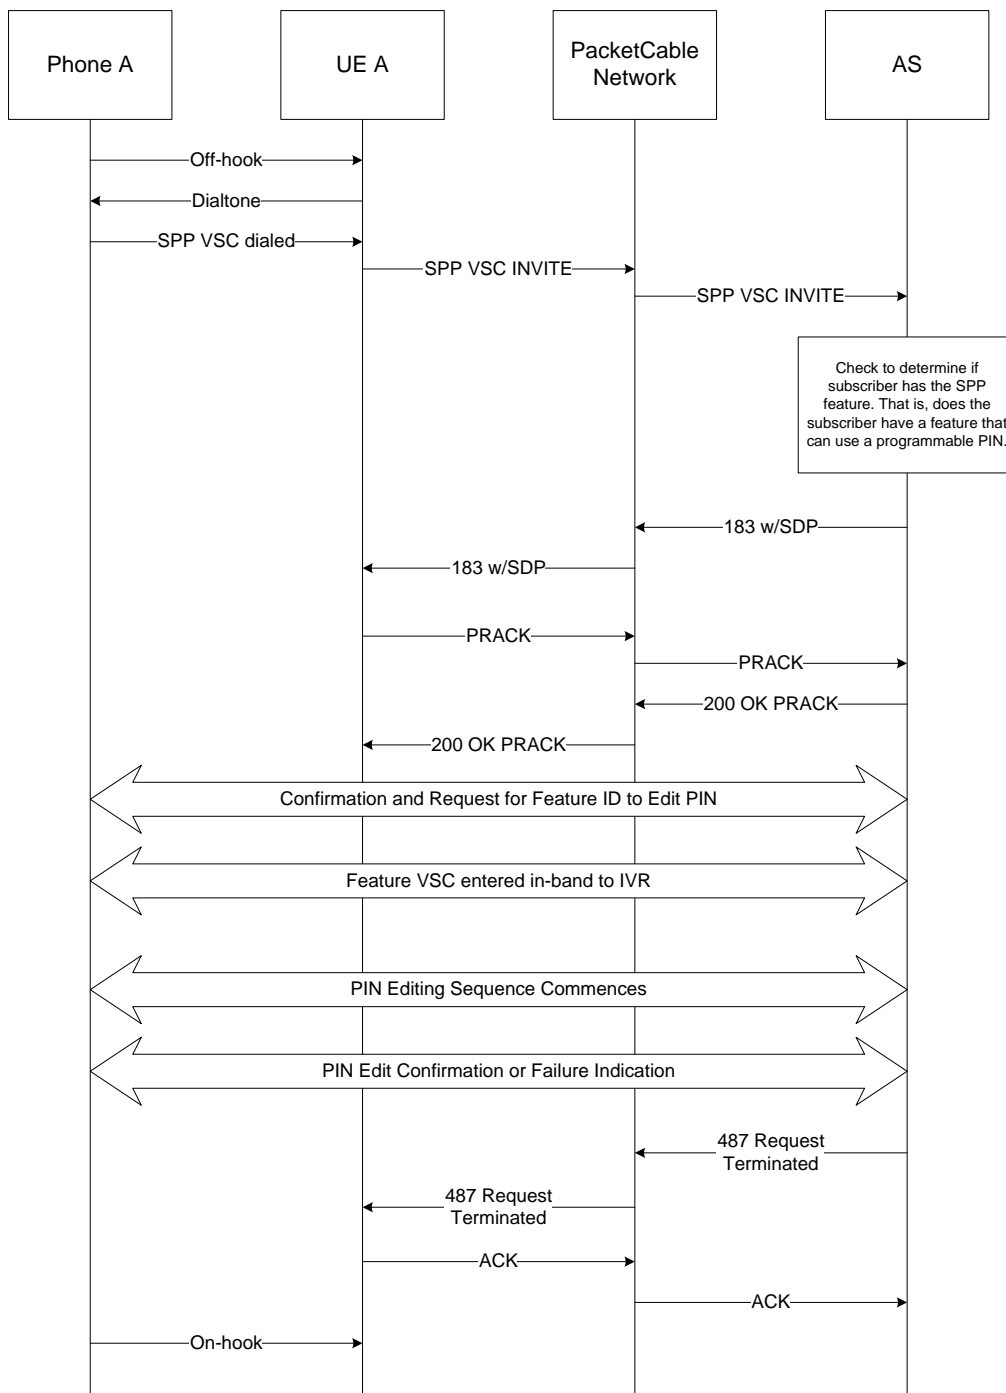 Phone A
UE A
PacketCable
Network
AS
Off-hook
Dialtone
SPP VSC dialed
SPP VSC INVITE
SPP VSC INVITE
Check to determine if
subscriber has the SPP
feature. That is, does the
subscriber have a feature that
can use a programmable PIN.
183 w/SDP
183 w/SDP
PRACK
PRACK
200 OK PRACK
200 OK PRACK
Confirmation and Request for Feature ID to Edit PIN
Feature VSC entered in-band to IVR
PIN Editing Sequence Commences
PIN Edit Confirmation or Failure Indication
487 Request
Terminated
487 Request
Terminated
ACK
ACK
On-hook